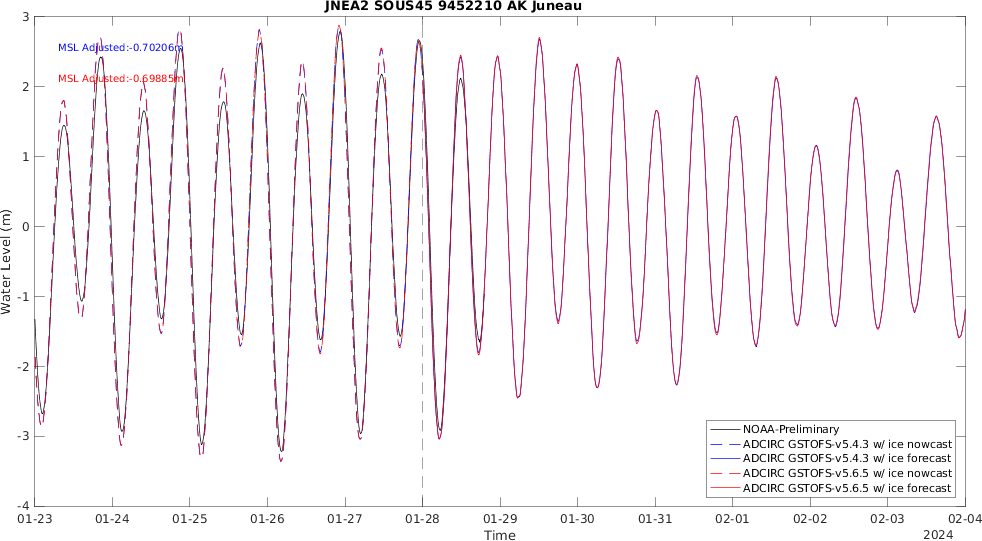 JNEA2 SOUS45 9452210 AK Juneau
3
MSL Adjusted:-0.70206m
MSL Adjusted:-0.69885m
2
1
0
-1
-2
-3
-4
Water Level (m)
NOAA-Preliminary
ADCIRC GSTOFS-v5.4.3 w/ ice nowcast
ADCIRC GSTOFS-v5.4.3 w/ ice forecast
ADCIRC GSTOFS-v5.6.5 w/ ice nowcast
ADCIRC GSTOFS-v5.6.5 w/ ice forecast
01-23 01-24 01-25 01-26 01-27 01-28 01-29 01-30 01-31 02-01 02-02 02-03 02-04
Time
2024